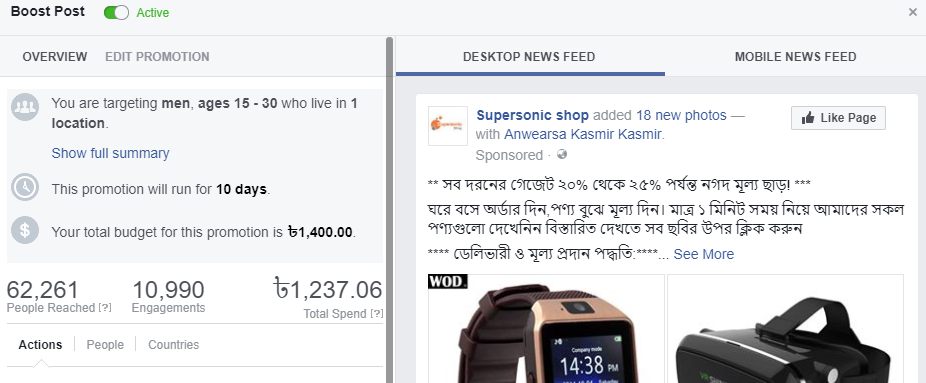 Boost Post Active ×
OVERVIEW EDIT PROMOTION
You are targeting men, ages 15 - 30 who live in 1
location.
Show full summary
This promotion will run for 10 days.
Your total budget for this promotion is ৳1,400.00.
62,261 10,990 ৳1,237.06
People Reached [?] Engagements Total Spend [?]
Actions People Countries
DESKTOP NEWS FEED MOBILE NEWS FEED
Supersonic shop added 18 new photos —
with Anwearsa Kasmir Kasmir.
Sponsored ·
Like Page
** সব দরনের গেজেট ২০% থেকে ২৫% পর্যন্ত নগদ মূল্য ছাড়! ***
ঘরে বসে অর্ডার দিন,পণ্য বুঝে মূল্য দিন। মাত্র ১ মিনিট সময় নিয়ে আমাদের সকল
পণ্যগুলো দেখেনিন বিস্তারিত দেখতে সব ছবির উপর ক্লিক করুন
**** ডেলিভারী ও মূল্য প্রদান পদ্ধতি:****... See More
WOD.
Company mode
14:38 PM